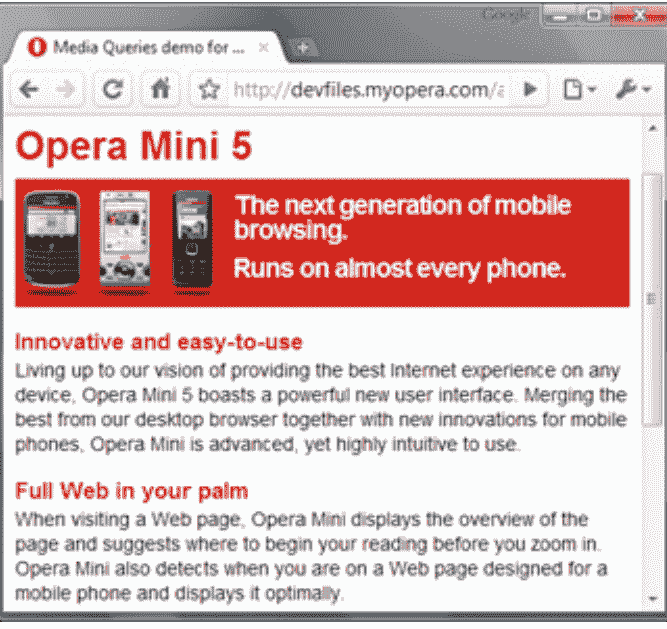 Google
Media Queries demo for ...
http://devfiles.myopera.com/a
Opera Mini 5
The next generation of mobile
browsing.
Runs on almost every phone.
Innovative and easy-to-use
Living up to our vision of providing the best Internet experience on any
device, Opera Mini 5 boasts a powerful new user interface. Merging the
best from our desktop browser together with new innovations for mobile
phones, Opera Mini is advanced, yet highly intuitive to use.
Full Web in your palm
When visiting a Web page, Opera Mini displays the overview of the
page and suggests where to begin your reading before you zoom in.
Opera Mini also detects when you are on a Web page designed for a
mobile phone and displays it optimally.